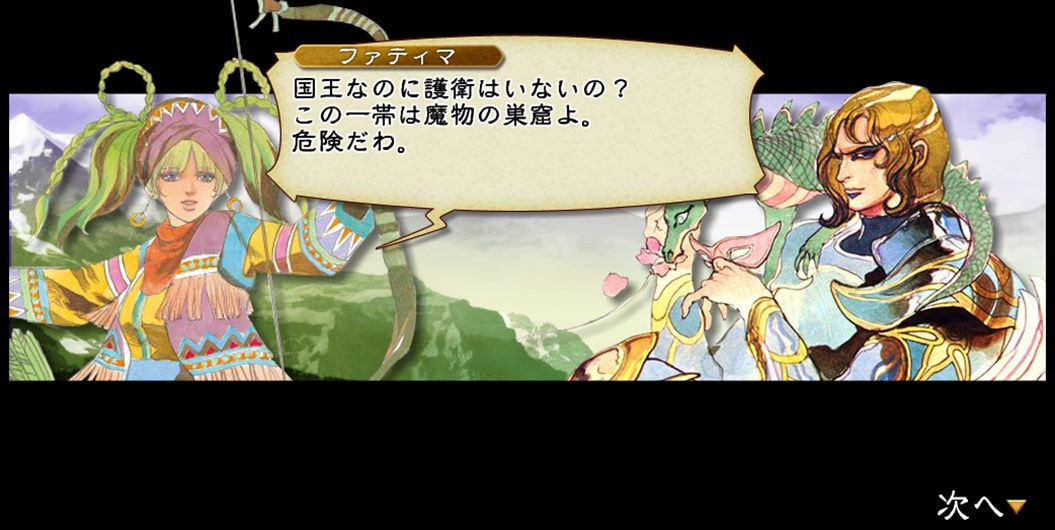 ファティマ
国王なのに護衛はいないの？
この一帯は魔物の巣窟よ。
危険だわ。
次へ